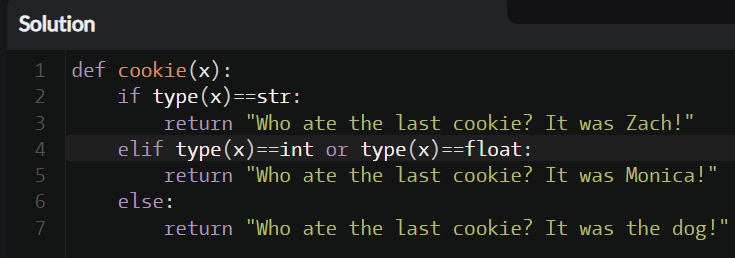 Solution
1 def cookie(x):
2     if type(x)==str:
3         return "Who ate the last cookie? It was Zach!"
4     elif type(x)==int or type(x)==float:
5         return "Who ate the last cookie? It was Monica!"
6     else:
7         return "Who ate the last cookie? It was the dog!"